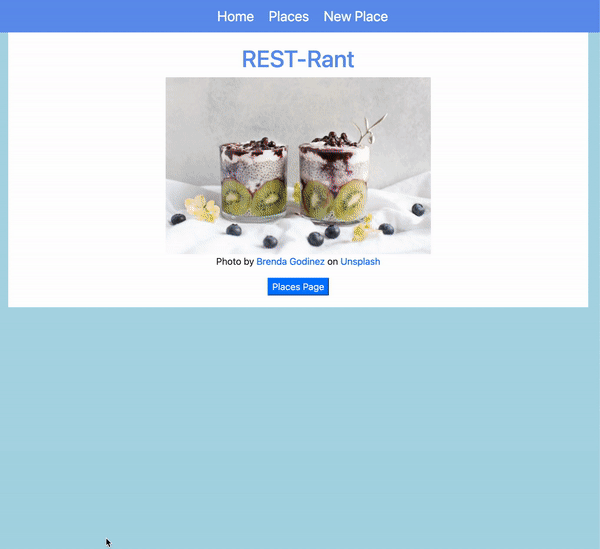 Home Places New Place
REST-Rant
Photo by Brenda Godinez on Unsplash
Places Page